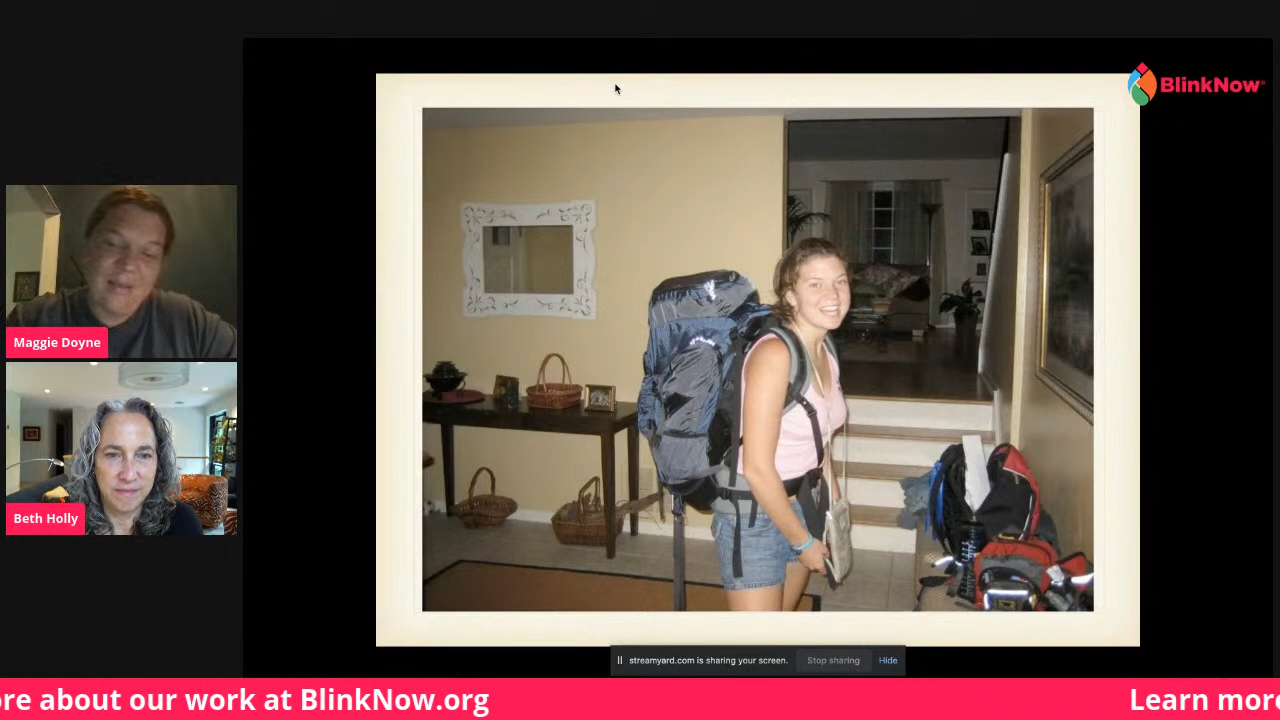 BlinkNow®
Maggie Doyne
Beth Holly
streamyard.com is sharing your screen. Stop sharing Hide
ore about our work at BlinkNow.org Learn more